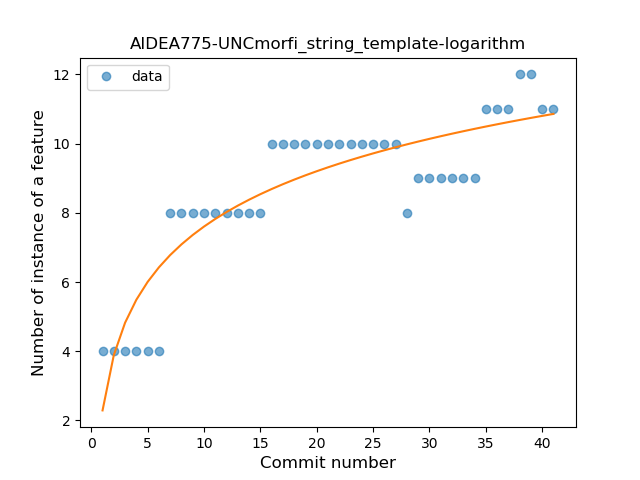 AIDEA775-UNCmorfi_string_template-logarithm
data
Number of instance of a feature
12
10
8
6
4
2
0 5 10 15 20 25 30 35 40
Commit number